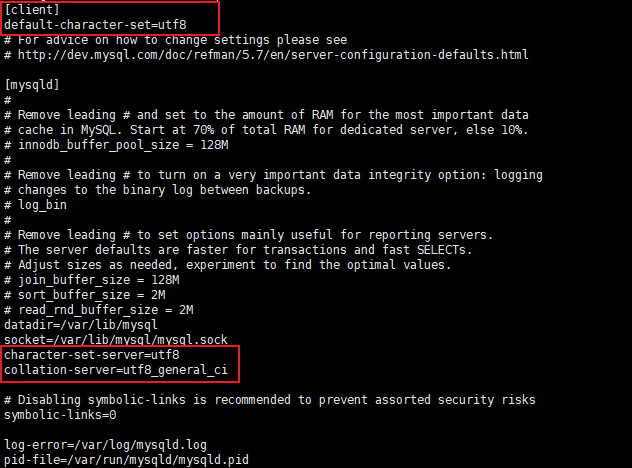 [client]
default-character-set=utf8
# For advice on how to change settings please see
# http://dev.mysql.com/doc/refman/5.7/en/server-configuration-defaults.html
[mysqld]
#
# Remove leading # and set to the amount of RAM for the most important data
# cache in MySQL. Start at 70% of total RAM for dedicated server, else 10%.
# innodb_buffer_pool_size = 128M
#
# Remove leading # to turn on a very important data integrity option: logging
# changes to the binary log between backups.
# log_bin
#
# Remove leading # to set options mainly useful for reporting servers.
# The server defaults are faster for transactions and fast SELECTs.
# Adjust sizes as needed, experiment to find the optimal values.
# join_buffer_size = 128M
# sort_buffer_size = 2M
# read_rnd_buffer_size = 2M
datadir=/var/lib/mysql
socket=/var/lib/mysql/mysql.sock
character-set-server=utf8
collation-server=utf8_general_ci
# Disabling symbolic-links is recommended to prevent assorted security risks
symbolic-links=0
log-error=/var/log/mysqld.log
pid-file=/var/run/mysqld/mysqld.pid